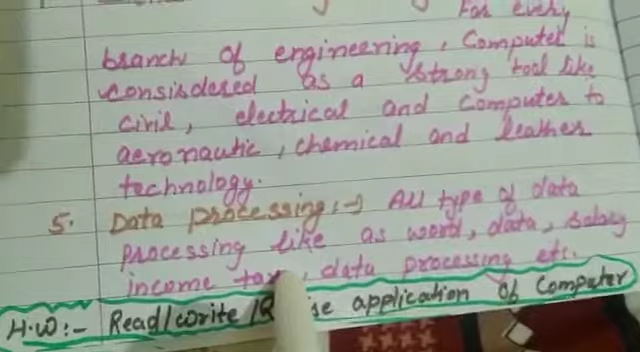 For every
branch of engineering, Computer is
consisdered as a strong tool like
civil, electrical and computer to
aeronautic, chemical and leather
technology.
5. Data processing :→ All type of data
processing like as word, data, salary
income tax, data processing etc.
H.W:- Read/write application of Computer